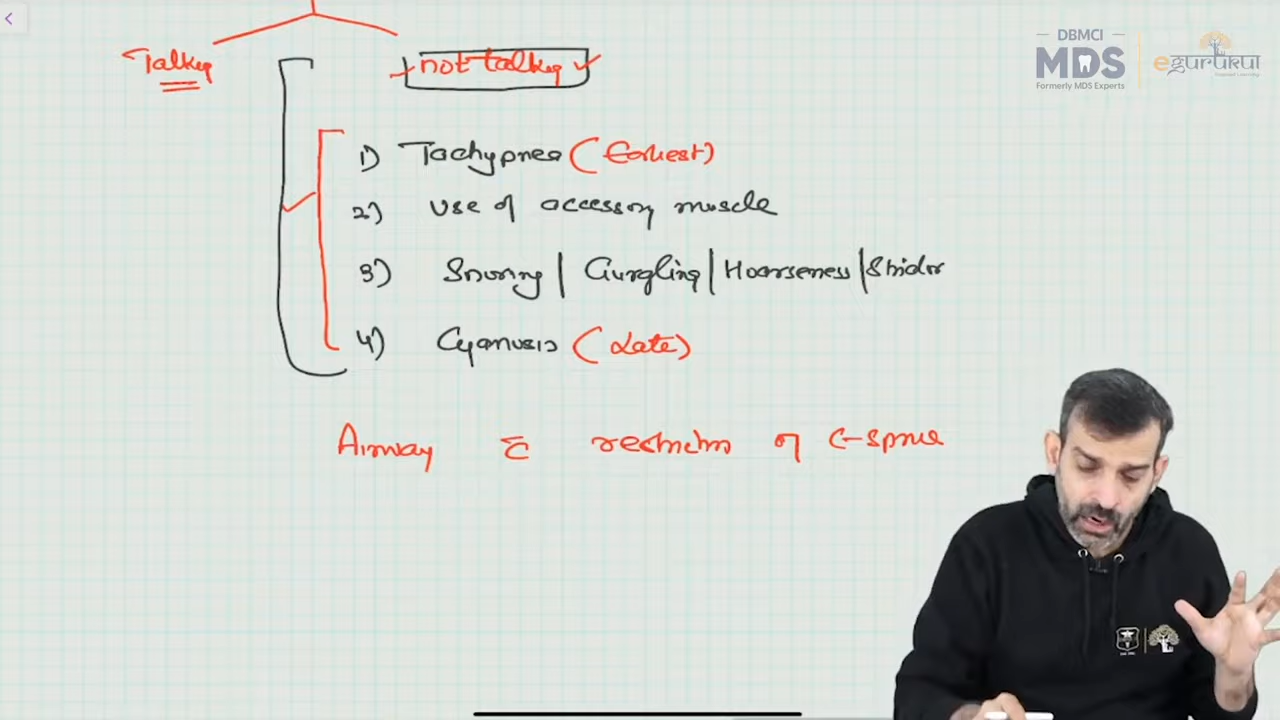 DBMCI
MDS
Formerly MDS Experts
egurukul
Talking
not talking
1) Tachypnea (Earliest)
2) use of accessory muscle
3) Snoring | Gurgling | Hoarseness | Stridor
4) Cyanosis (Late)
Airway c restriction of C-spine